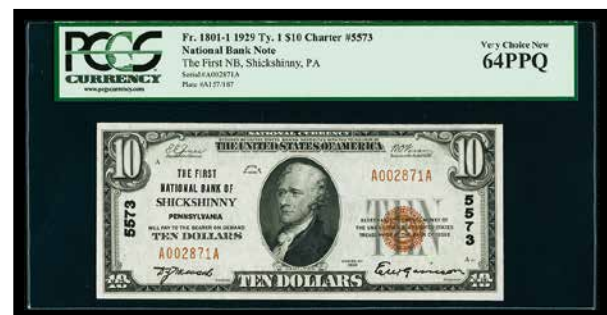 PCGS
CURRENCY
www.pcgscurrency.com
Fr. 1801-1 1929 Ty. 1 $10 Charter #5573
National Bank Note
The First NB, Shickshinny, PA
Serial #A002871A
Plate #A157/187
Very Choice New
64PPQ
NATIONAL CURRENCY
THE UNITED STATES OF AMERICA
10
10
THE FIRST
NATIONAL BANK OF
SHICKSHINNY
PENNSYLVANIA
WILL PAY TO THE BEARER ON DEMAND
TEN DOLLARS
A002871A
A002871A
5573
5573
TEN
TEN DOLLARS
10
10